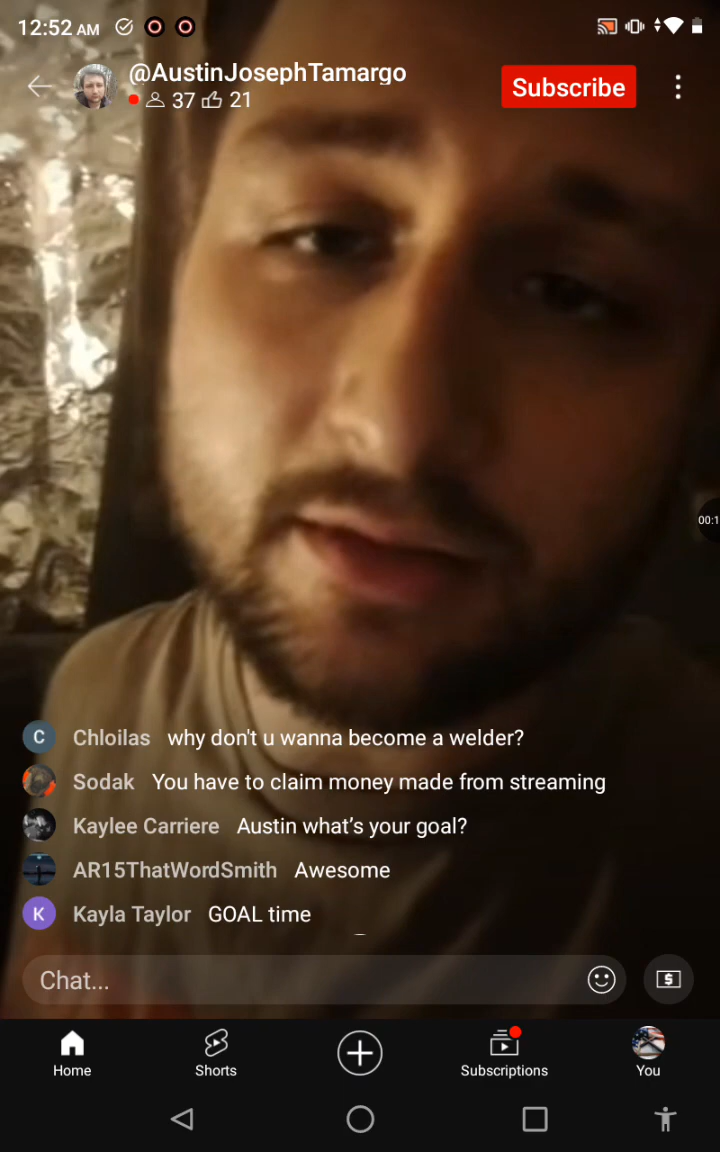 12:52 AM
@AustinJosephTamargo
37 21
Subscribe
00:1
C Chloilas why don't u wanna become a welder?
Sodak You have to claim money made from streaming
Kaylee Carriere Austin what’s your goal?
AR15ThatWordSmith Awesome
K Kayla Taylor GOAL time
Chat...
$
Home Shorts Subscriptions You